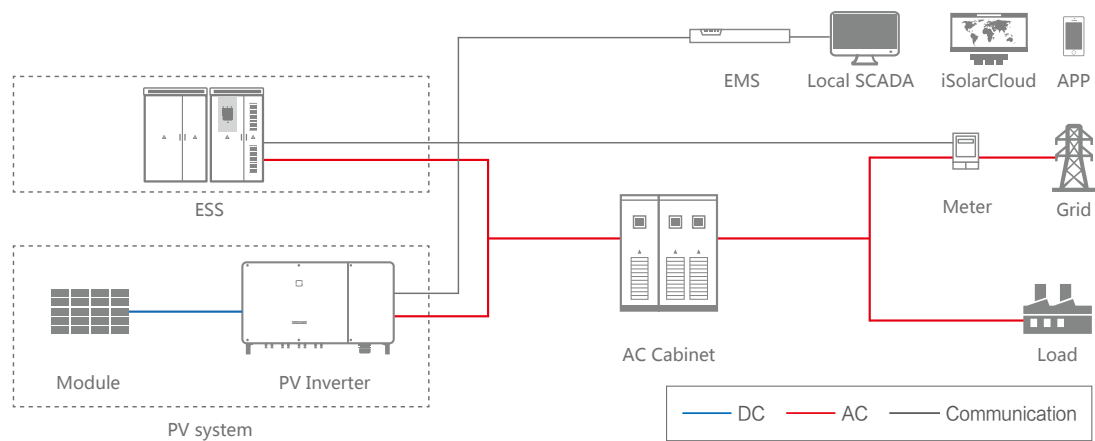 EMS
Local SCADA
iSolarCloud
APP
ESS
Meter
Grid
Module
PV Inverter
AC Cabinet
Load
PV system
DC
AC
Communication